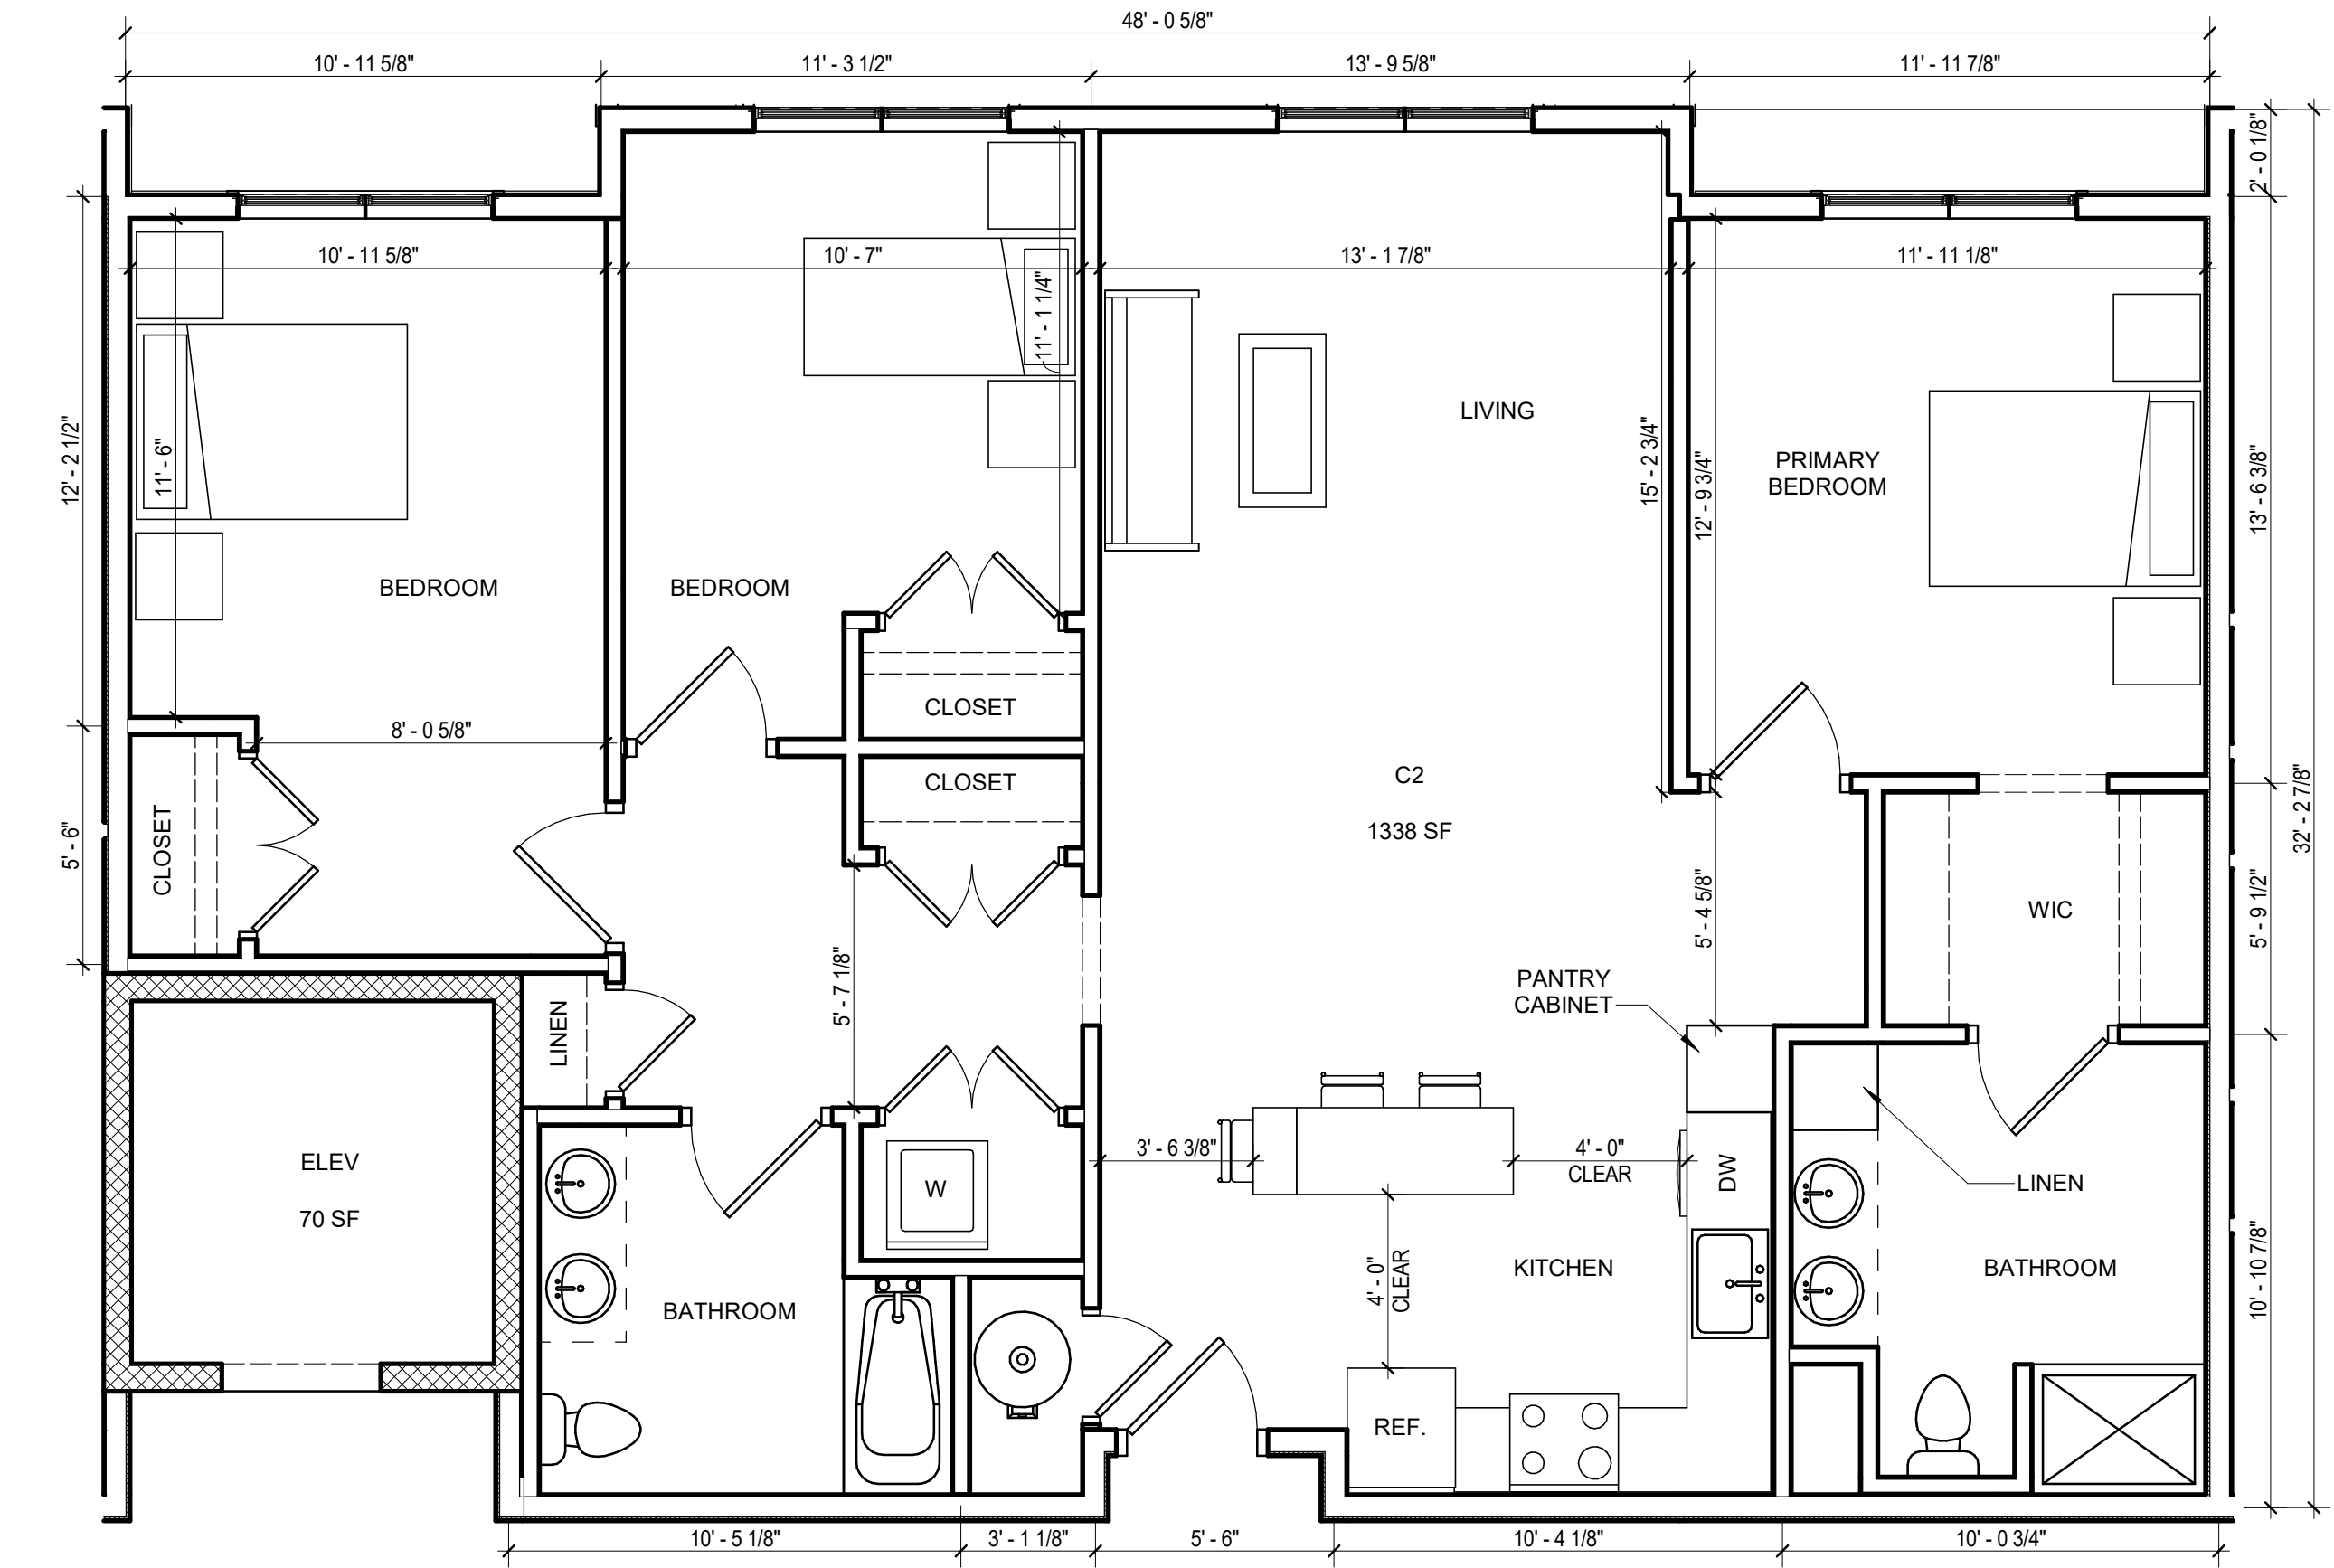 48' - 0 5/8"
10' - 11 5/8"
11' - 3 1/2"
13' - 9 5/8"
11' - 11 7/8"
2' - 0 1/8"
10' - 11 5/8"
10' - 7"
13' - 1 7/8"
11' - 11 1/8"
11' - 1 1/4"
LIVING
12' - 2 1/2"
11' - 6"
15' - 2 3/4"
12' - 9 3/4"
PRIMARY
BEDROOM
13' - 6 3/8"
BEDROOM
BEDROOM
CLOSET
8' - 0 5/8"
CLOSET
C2
1338 SF
32' - 2 7/8"
5' - 6"
CLOSET
5' - 4 5/8"
WIC
5' - 9 1/2"
5' - 7 1/8"
PANTRY
CABINET
LINEN
ELEV
70 SF
W
3' - 6 3/8"
4' - 0"
CLEAR
DW
LINEN
4' - 0"
CLEAR
KITCHEN
BATHROOM
10' - 10 7/8"
BATHROOM
REF.
10' - 5 1/8"
3' - 1 1/8"
5' - 6"
10' - 4 1/8"
10' - 0 3/4"